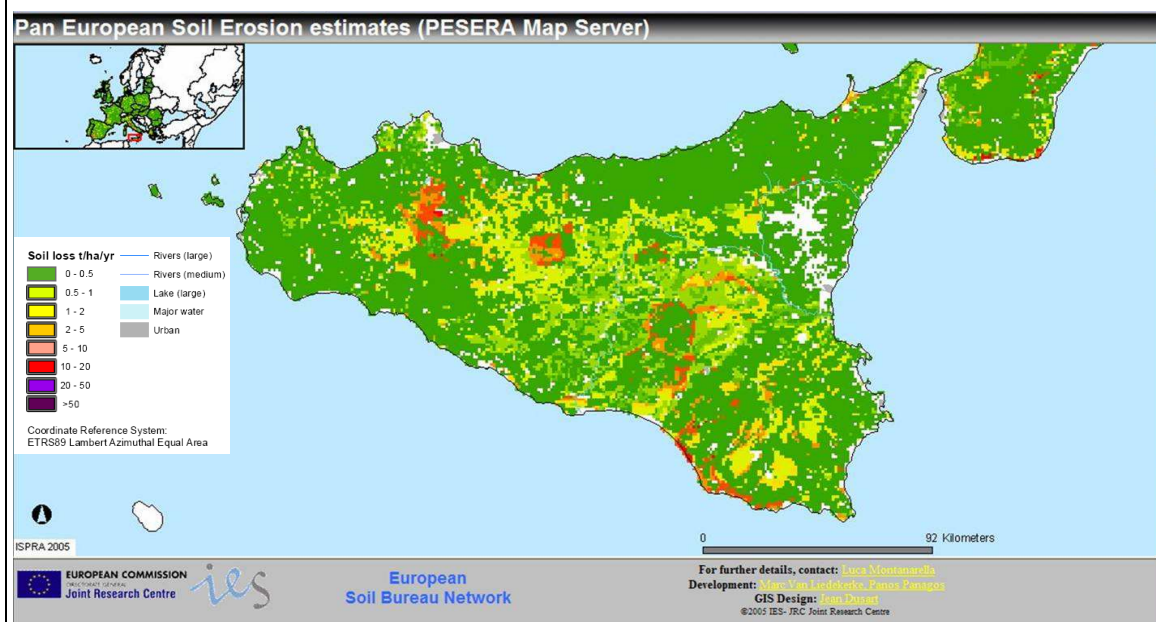 Pan European Soil Erosion estimates (PESERA Map Server)
Soil loss t/ha/yr
0 - 0.5
0.5 - 1
1 - 2
2 - 5
5 - 10
10 - 20
20 - 50
>50
Rivers (large)
Rivers (medium)
Lake (large)
Major water
Urban
Coordinate Reference System:
ETRS89 Lambert Azimuthal Equal Area
ISPRA 2005
0 92 Kilometers
EUROPEAN COMMISSION
DIRECTORATE GENERAL
Joint Research Centre
ies
European
Soil Bureau Network
For further details, contact: Luca Montanarella
Development: Marc Van Liedekerke, Panos Panagos
GIS Design: Jean Dusart
©2005 IES- JRC Joint Research Centre